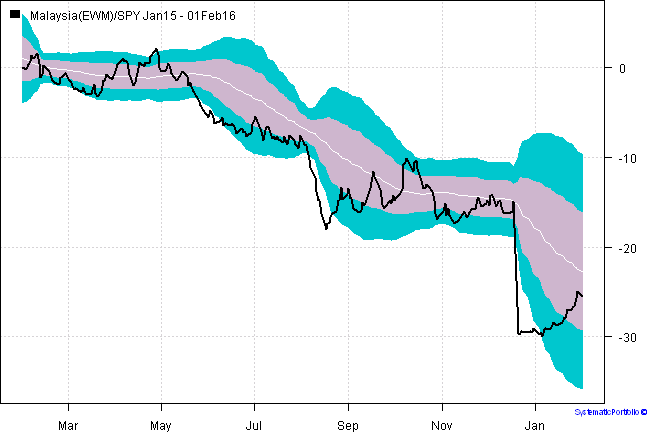 Malaysia(EWM)/SPY Jan15 - 01Feb16
0
-10
-20
-30
Mar May Jul Sep Nov Jan
SystematicPortfolio ©